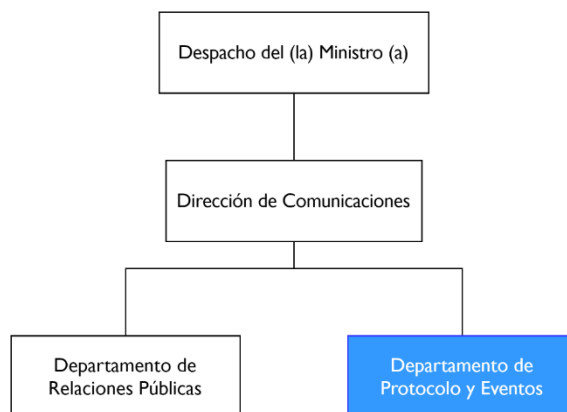 Despacho del (la) Ministro (a)
Dirección de Comunicaciones
Departamento de
Relaciones Públicas
Departamento de
Protocolo y Eventos